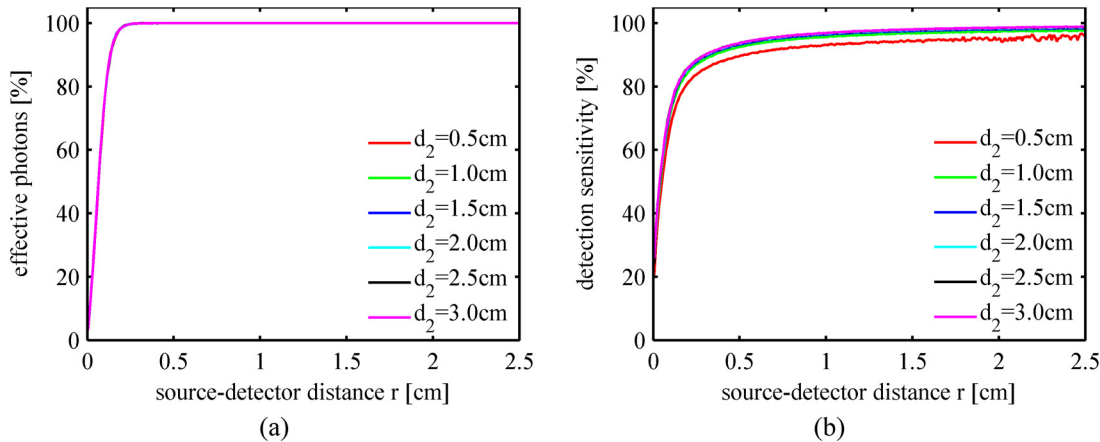 effective photons [%]
100
80
60
40
20
0
d2=0.5cm
d2=1.0cm
d2=1.5cm
d2=2.0cm
d2=2.5cm
d2=3.0cm
0 0.5 1 1.5 2 2.5
source-detector distance r [cm]
(a)
detection sensitivity [%]
100
80
60
40
20
0
d2=0.5cm
d2=1.0cm
d2=1.5cm
d2=2.0cm
d2=2.5cm
d2=3.0cm
0 0.5 1 1.5 2 2.5
source-detector distance r [cm]
(b)